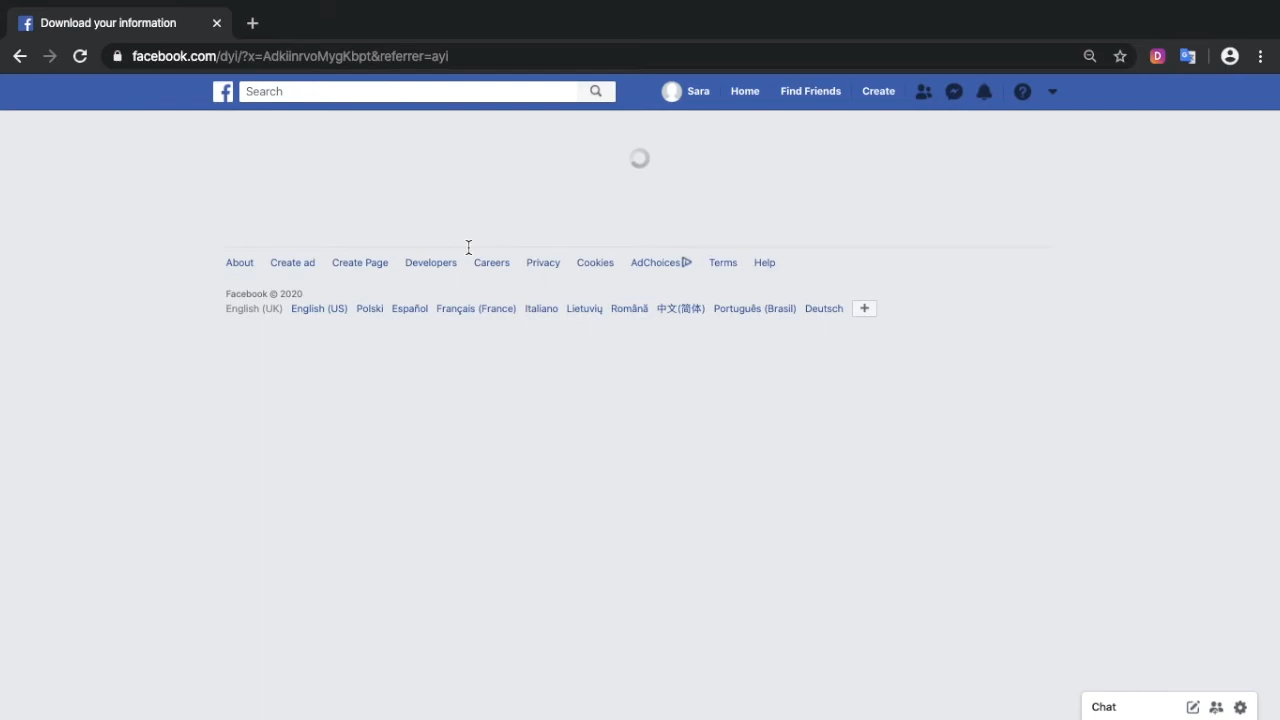 Download your information
facebook.com/dyi/?x=AdkiinrvoMygKbpt&referrer=ayi
Search
Sara
Home
Find Friends
Create
About
Create ad
Create Page
Developers
Careers
Privacy
Cookies
AdChoices
Terms
Help
Facebook © 2020
English (UK)
English (US)
Polski
Español
Français (France)
Italiano
Lietuvių
Română
中文(简体)
Português (Brasil)
Deutsch
Chat